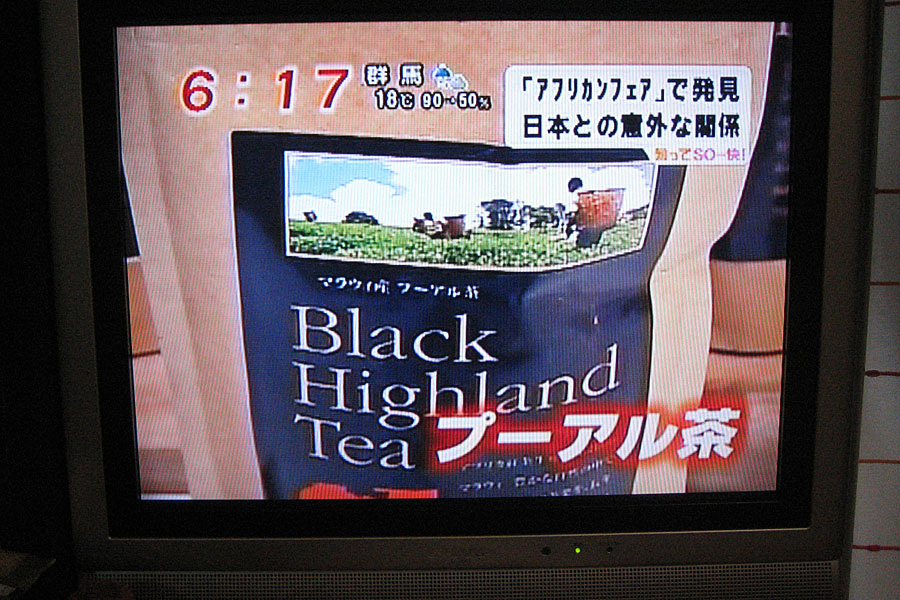 6:17
群馬
18℃ 90→60%
「アフリカンフェア」で発見
日本との意外な関係
知ってSO-快!
マラウイ産 プーアル茶
Black
Highland
Tea
プーアル茶